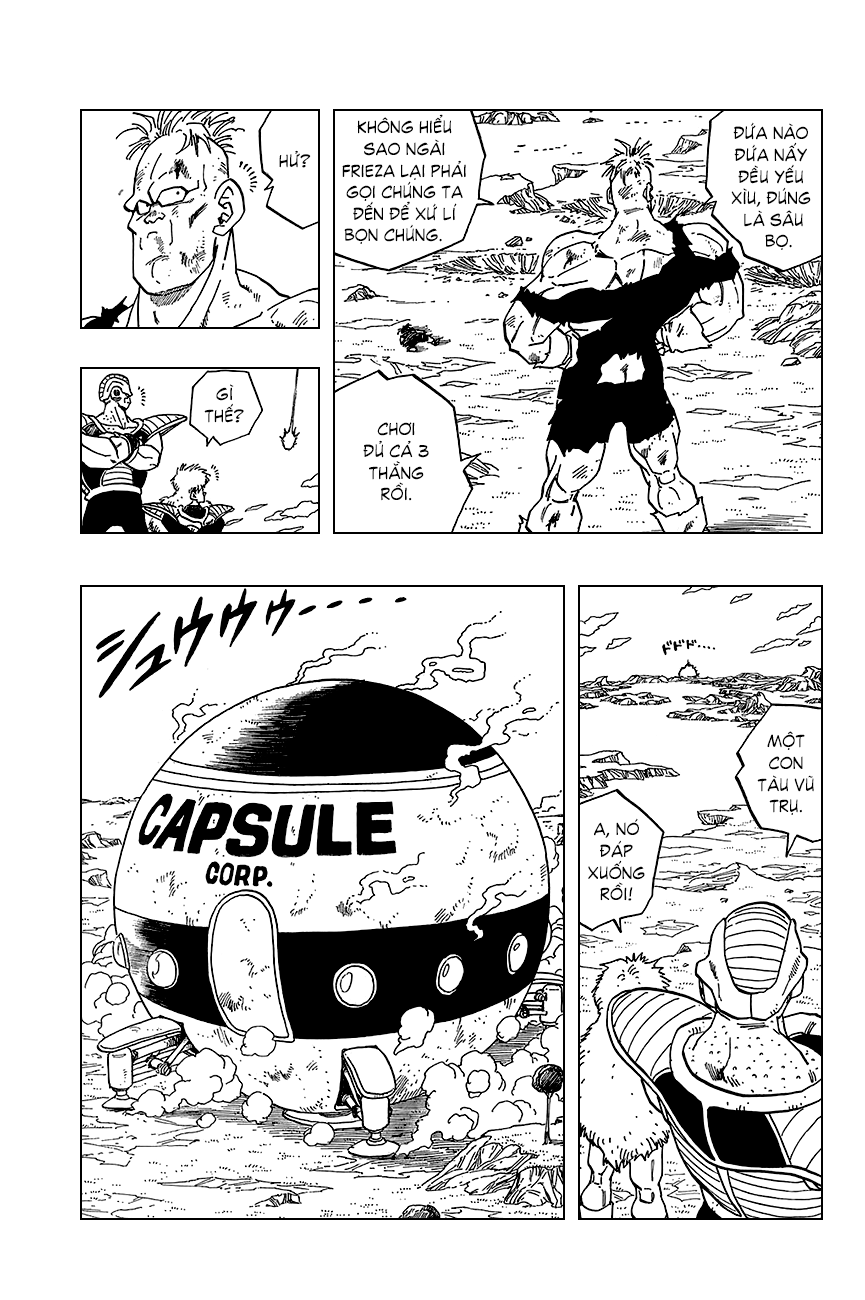 ĐỨA NÀO
ĐỨA NẤY
ĐỀU YẾU
XÌU, ĐÚNG
LÀ SÂU
BỌ.
KHÔNG HIỂU
SAO NGÀI
FRIEZA LẠI PHẢI
GỌI CHÚNG TA
ĐẾN ĐỂ XỨ LÍ
BỌN CHÚNG.
CHƠI
ĐỦ CẢ 3
THẰNG
RỒI.
HỬ?
GÌ
THẾ?
ドドド....
MỘT
CON
TÀU VŨ
TRỤ.
A, NÓ
ĐÁP
XUỐNG
RỒI!
シュウウウ....
CAPSULE
CORP.